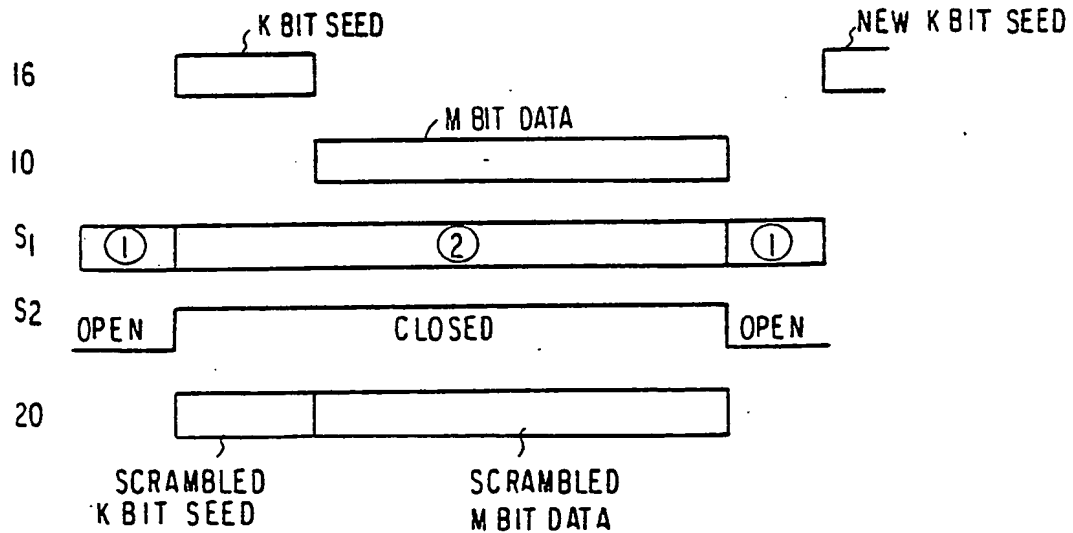 K BIT SEED
NEW K BIT SEED
16
M BIT DATA
10
S1
1
2
1
S2
OPEN
CLOSED
OPEN
20
SCRAMBLED
K BIT SEED
SCRAMBLED
M BIT DATA